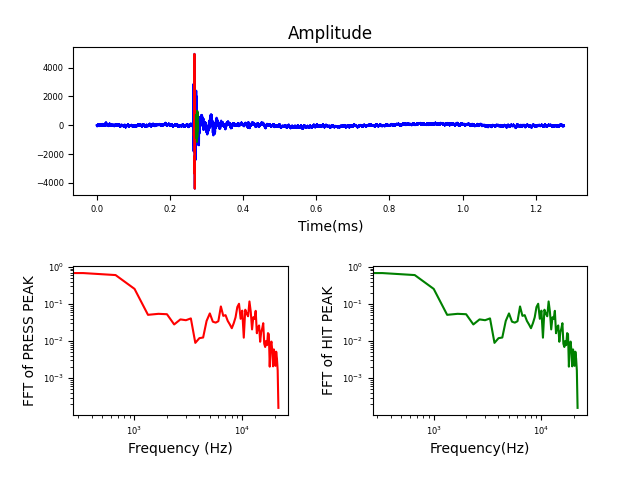 Amplitude
4000
2000
0
−2000
−4000
0.0 0.2 0.4 0.6 0.8 1.0 1.2
Time(ms)
FFT of PRESS PEAK
10⁰
10⁻¹
10⁻²
10⁻³
10³ 10⁴
Frequency (Hz)
FFT of HIT PEAK
10⁰
10⁻¹
10⁻²
10⁻³
10³ 10⁴
Frequency(Hz)